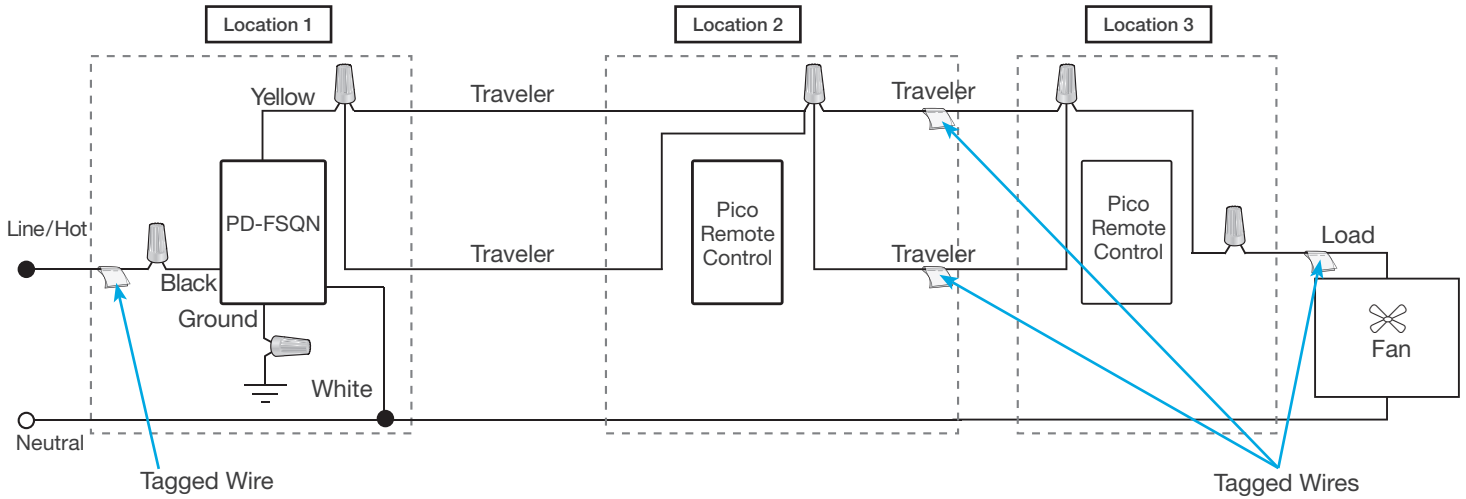 Location 1
Location 2
Location 3
Yellow
Traveler
Traveler
PD-FSQN
Pico
Remote
Control
Pico
Remote
Control
Line/Hot
Black
Traveler
Traveler
Load
Ground
Fan
White
Neutral
Tagged Wire
Tagged Wires